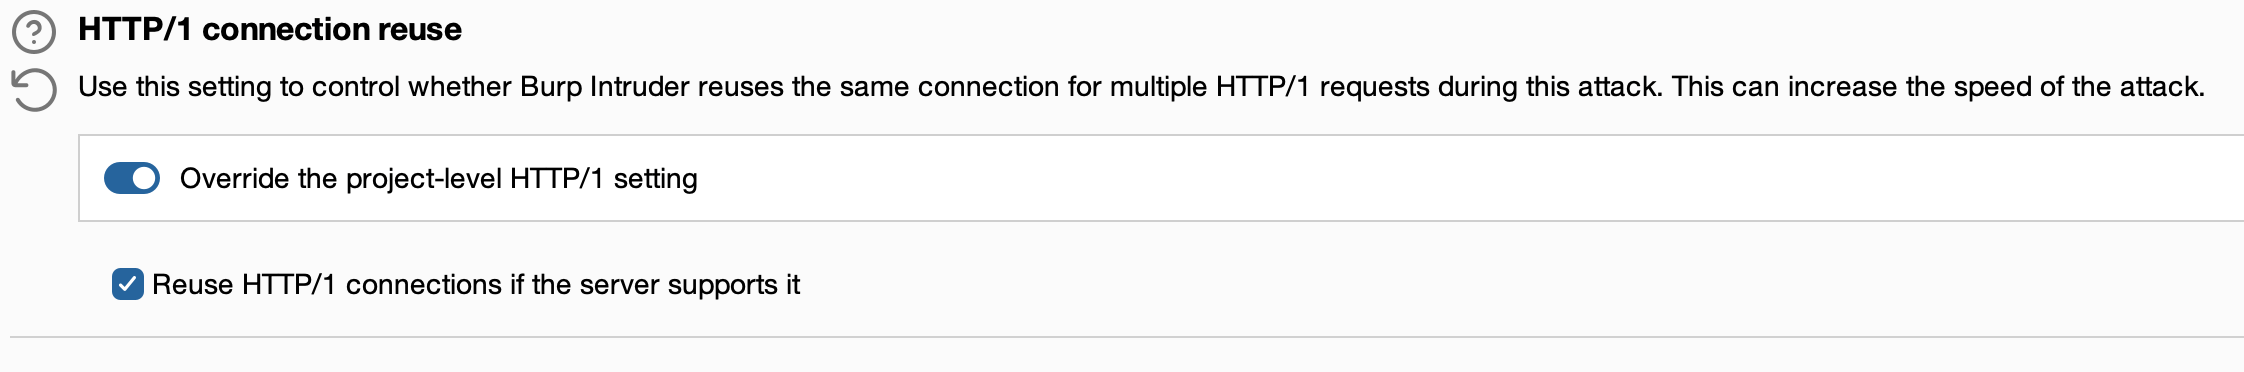 HTTP/1 connection reuse
Use this setting to control whether Burp Intruder reuses the same connection for multiple HTTP/1 requests during this attack. This can increase the speed of the attack.
Override the project-level HTTP/1 setting
Reuse HTTP/1 connections if the server supports it